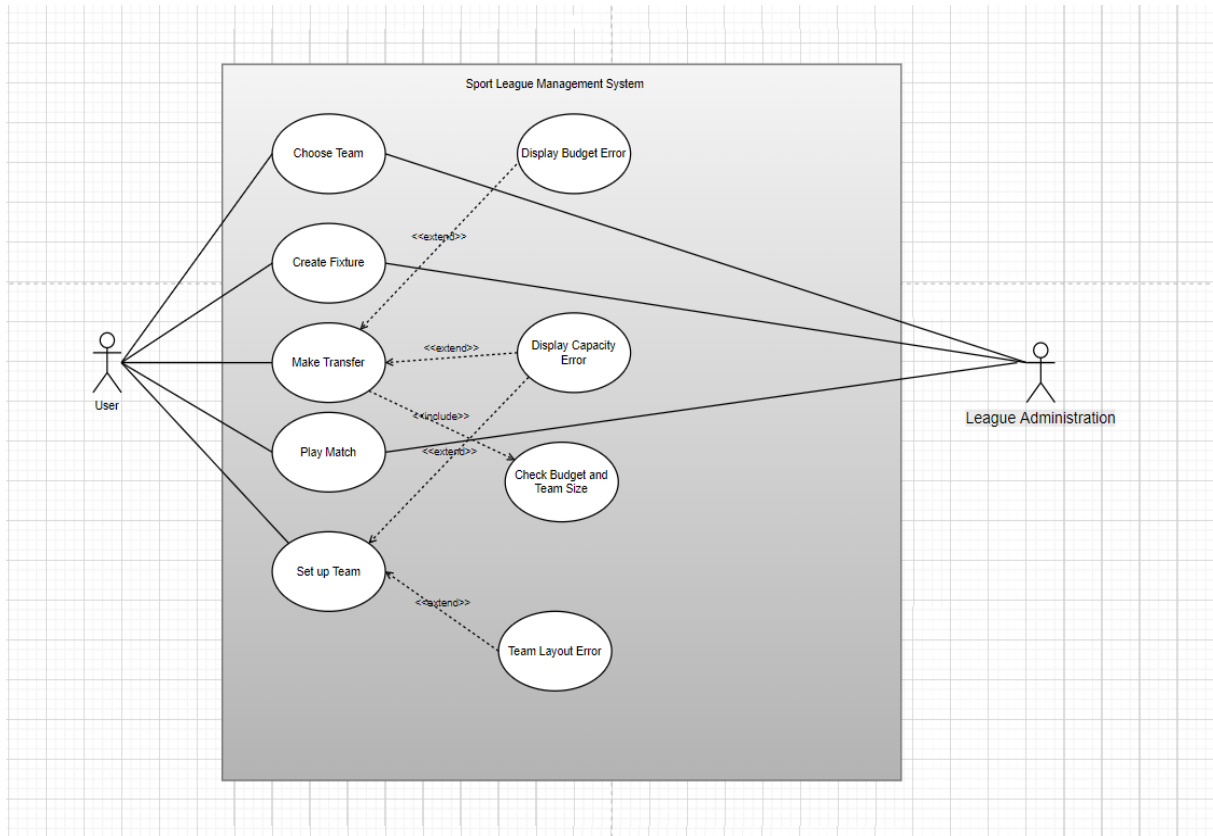 Sport League Management System
Choose Team
Display Budget Error
<<extend>>
Create Fixture
Make Transfer
<<extend>>
Display Capacity
Error
User
League Administration
<<include>>
Play Match
<<extend>>
Check Budget and
Team Size
Set up Team
<<extend>>
Team Layout Error